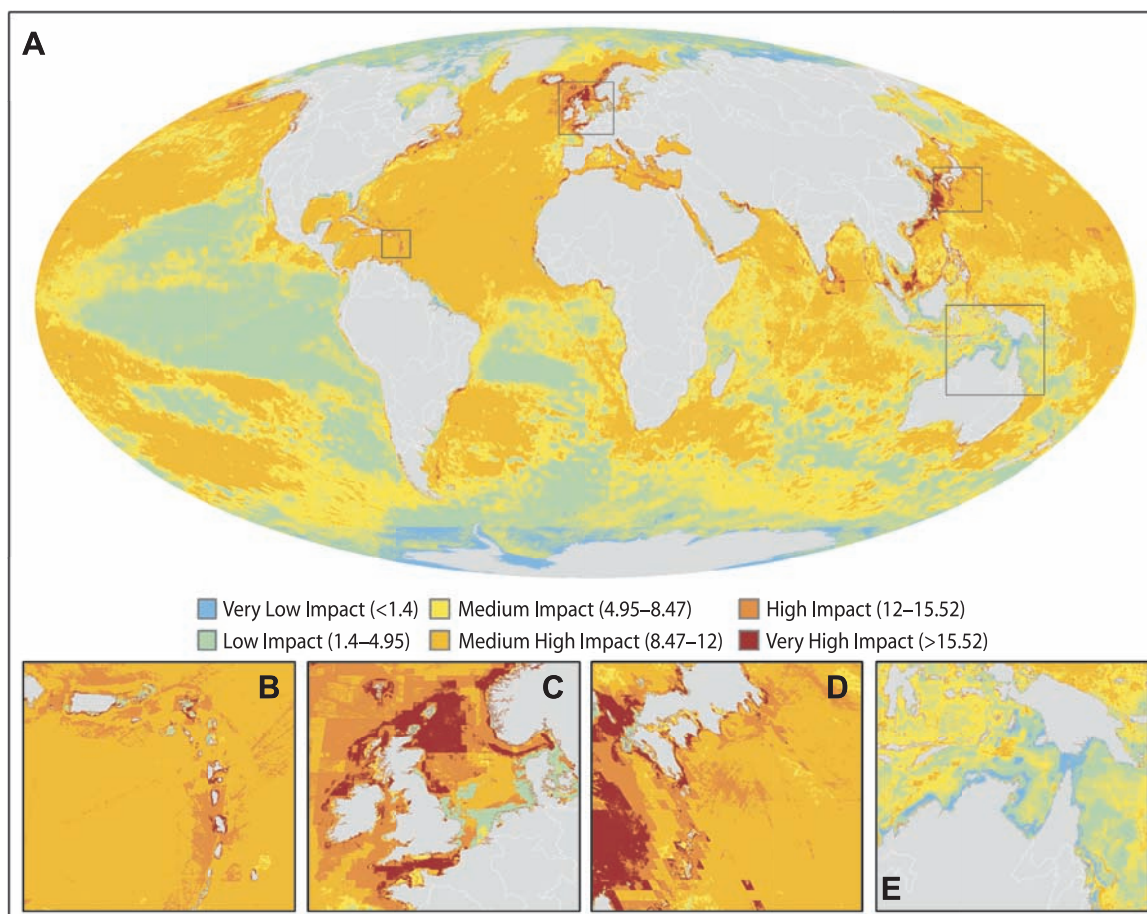 A
Very Low Impact (<1.4) Medium Impact (4.95–8.47) High Impact (12–15.52)
Low Impact (1.4–4.95) Medium High Impact (8.47–12) Very High Impact (>15.52)
B
C
D
E